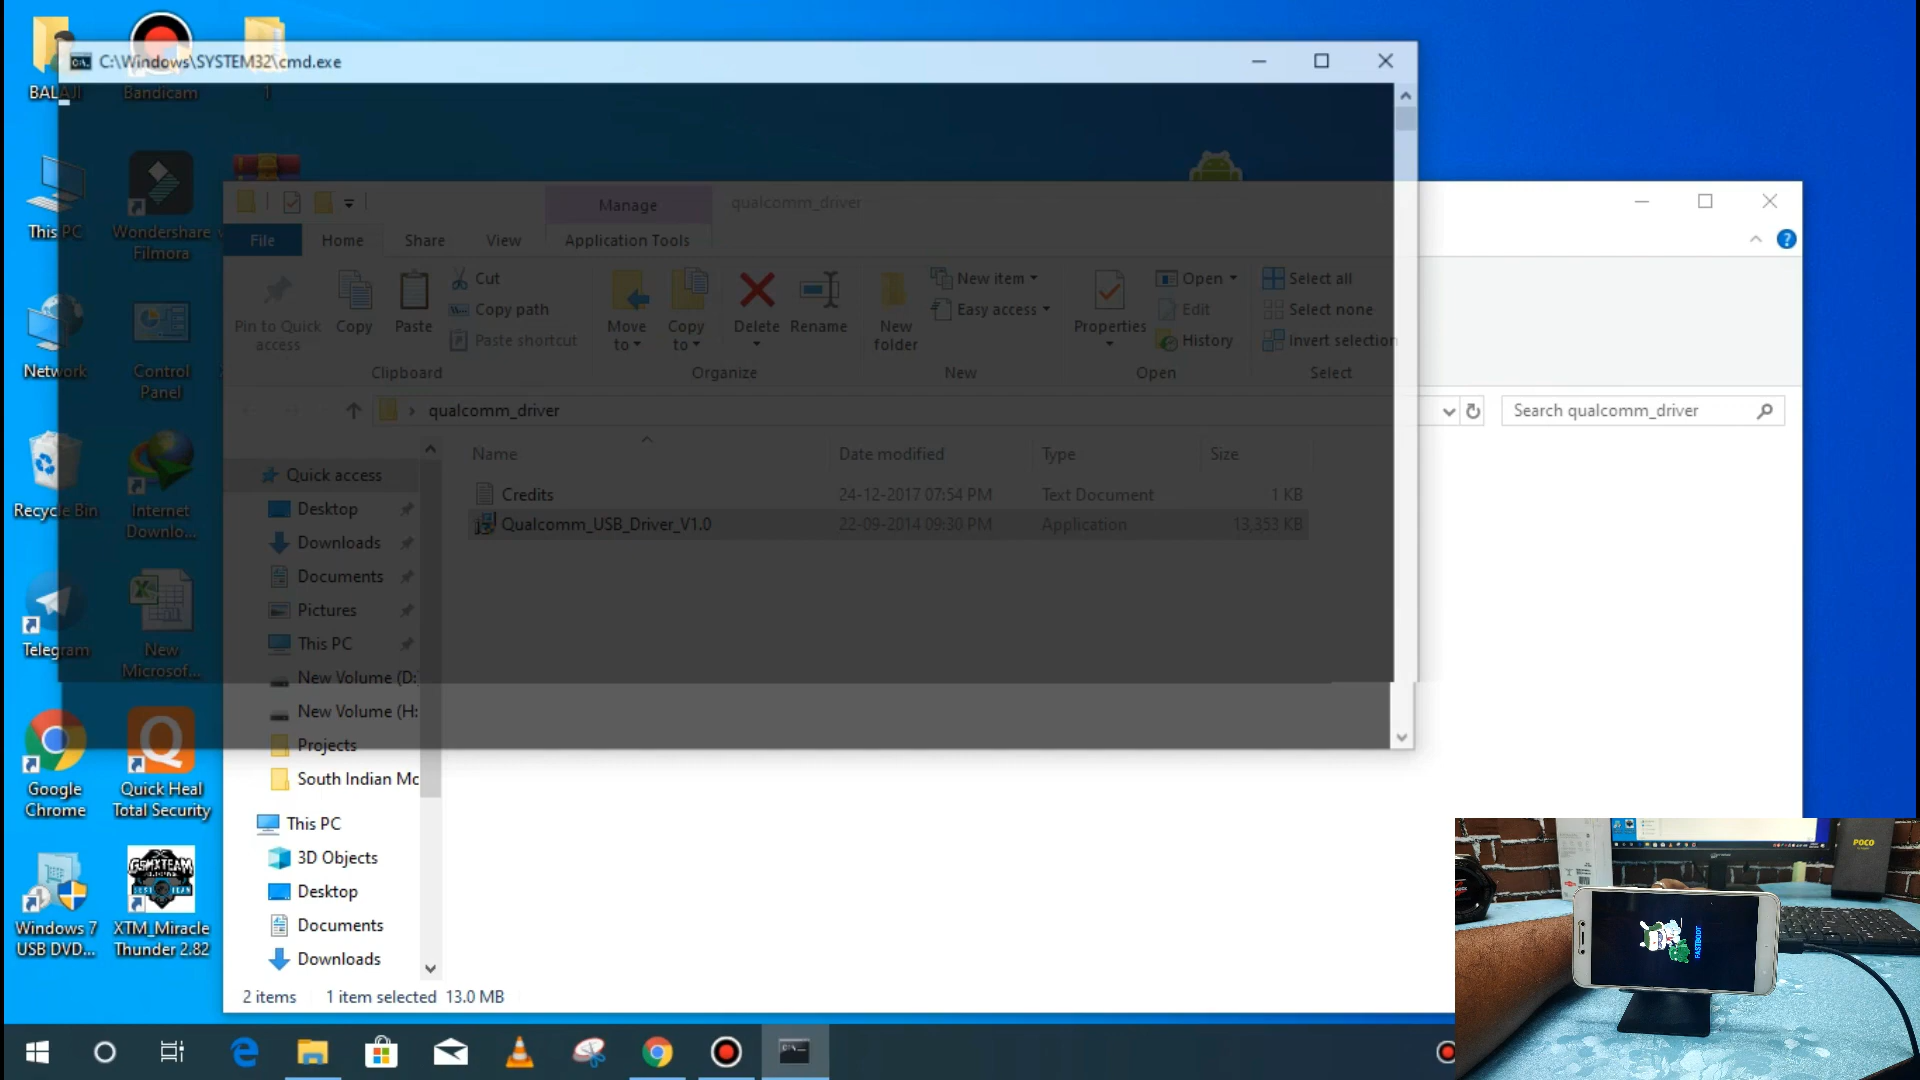 C:\Windows\SYSTEM32\cmd.exe
BALAJI
Bandicam
1
This PC
Wondershare
Filmora
Network
Control
Panel
Recycle Bin
Internet
Downlo...
Telegram
New
Microsof...
Google
Chrome
Quick Heal
Total Security
Windows 7
USB DVD...
XTM_Miracle
Thunder 2.82
Manage
qualcomm_driver
File
Home
Share
View
Application Tools
Pin to Quick
access
Copy
Paste
Cut
Copy path
Paste shortcut
Clipboard
Move
to
Copy
to
Delete
Rename
Organize
New
folder
New item
Easy access
New
Properties
Open
Edit
History
Open
Select all
Select none
Invert selection
Select
qualcomm_driver
Search qualcomm_driver
Name
Date modified
Type
Size
Credits
24-12-2017 07:54 PM
Text Document
1 KB
Qualcomm_USB_Driver_V1.0
22-09-2014 09:30 PM
Application
13,353 KB
Quick access
Desktop
Downloads
Documents
Pictures
This PC
New Volume (D:
New Volume (H:
Projects
South Indian Mc
This PC
3D Objects
Desktop
Documents
Downloads
2 items
1 item selected
13.0 MB
POCO
FASTBOOT